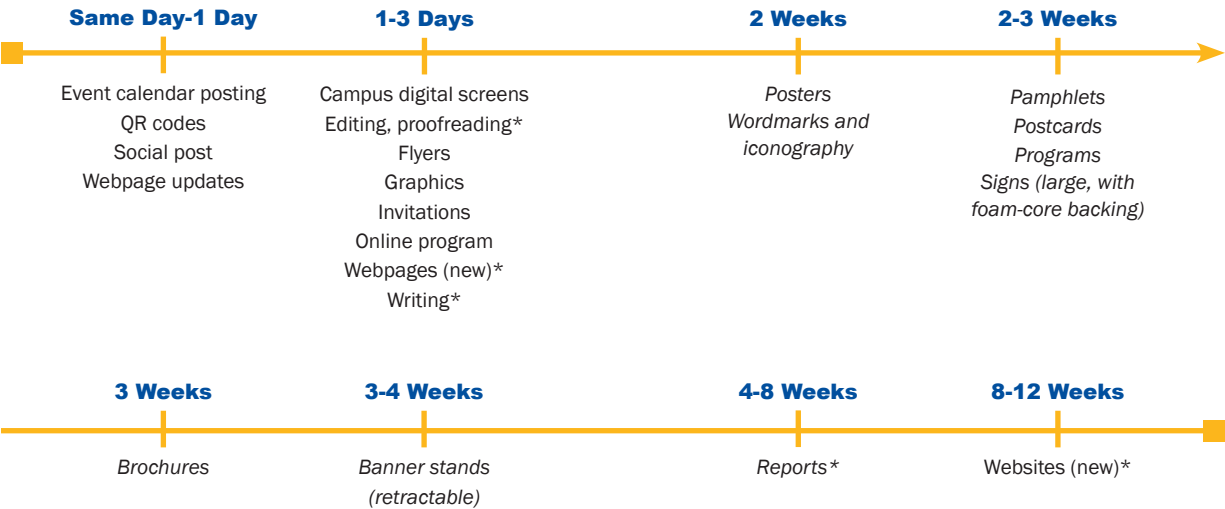 Same Day-1 Day
Event calendar posting
QR codes
Social post
Webpage updates
1-3 Days
Campus digital screens
Editing, proofreading*
Flyers
Graphics
Invitations
Online program
Webpages (new)*
Writing*
2 Weeks
Posters
Wordmarks and
iconography
2-3 Weeks
Pamphlets
Postcards
Programs
Signs (large, with
foam-core backing)
3 Weeks
Brochures
3-4 Weeks
Banner stands
(retractable)
4-8 Weeks
Reports*
8-12 Weeks
Websites (new)*